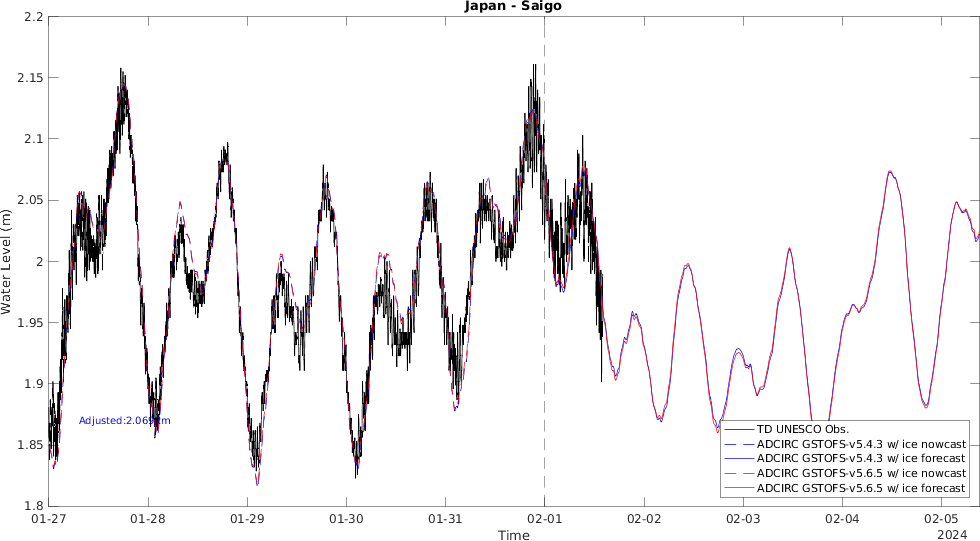 Japan - Saigo
2.2
2.15
2.1
2.05
2
1.95
1.9
1.85
1.8
Water Level (m)
Adjusted:2.069
TD UNESCO Obs.
ADCIRC GSTOFS-v5.4.3 w/ ice nowcast
ADCIRC GSTOFS-v5.4.3 w/ ice forecast
ADCIRC GSTOFS-v5.6.5 w/ ice nowcast
ADCIRC GSTOFS-v5.6.5 w/ ice forecast
01-27 01-28 01-29 01-30 01-31 02-01 02-02 02-03 02-04 02-05
Time
2024